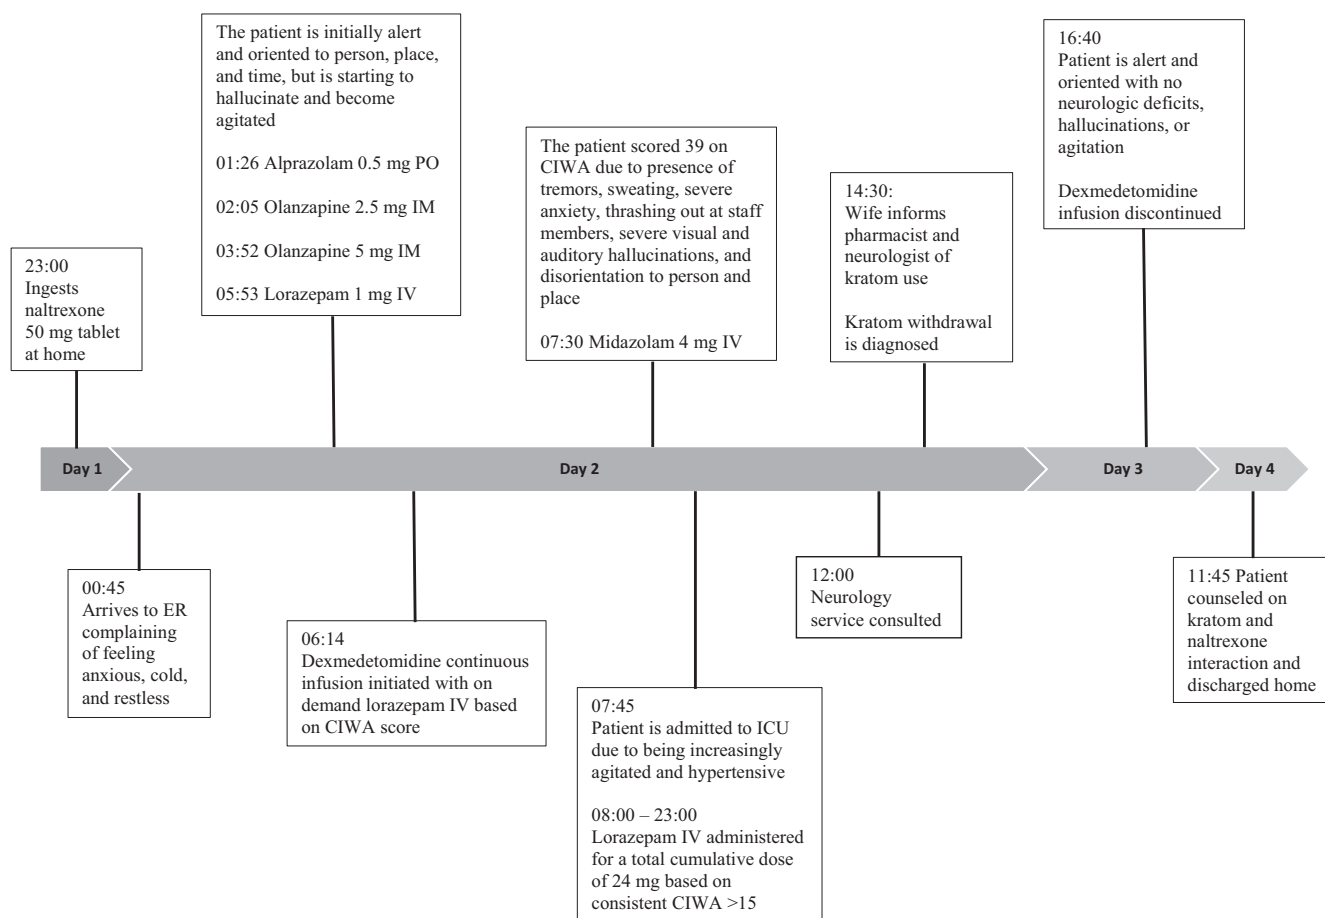 The patient is initially alert
and oriented to person, place,
and time, but is starting to
hallucinate and become
agitated
01:26 Alprazolam 0.5 mg PO
02:05 Olanzapine 2.5 mg IM
03:52 Olanzapine 5 mg IM
05:53 Lorazepam 1 mg IV
16:40
Patient is alert and
oriented with no
neurologic deficits,
hallucinations, or
agitation
Dexmedetomidine
infusion discontinued
The patient scored 39 on
CIWA due to presence of
tremors, sweating, severe
anxiety, thrashing out at staff
members, severe visual and
auditory hallucinations, and
disorientation to person and
place
07:30 Midazolam 4 mg IV
14:30:
Wife informs
pharmacist and
neurologist of
kratom use
Kratom withdrawal
is diagnosed
23:00
Ingests
naltrexone
50 mg tablet
at home
Day 1
Day 2
Day 3
Day 4
00:45
Arrives to ER
complaining
of feeling
anxious, cold,
and restless
06:14
Dexmedetomidine continuous
infusion initiated with on
demand lorazepam IV based
on CIWA score
07:45
Patient is admitted to ICU
due to being increasingly
agitated and hypertensive
08:00 – 23:00
Lorazepam IV administered
for a total cumulative dose
of 24 mg based on
consistent CIWA >15
12:00
Neurology
service consulted
11:45 Patient
counseled on
kratom and
naltrexone
interaction and
discharged home